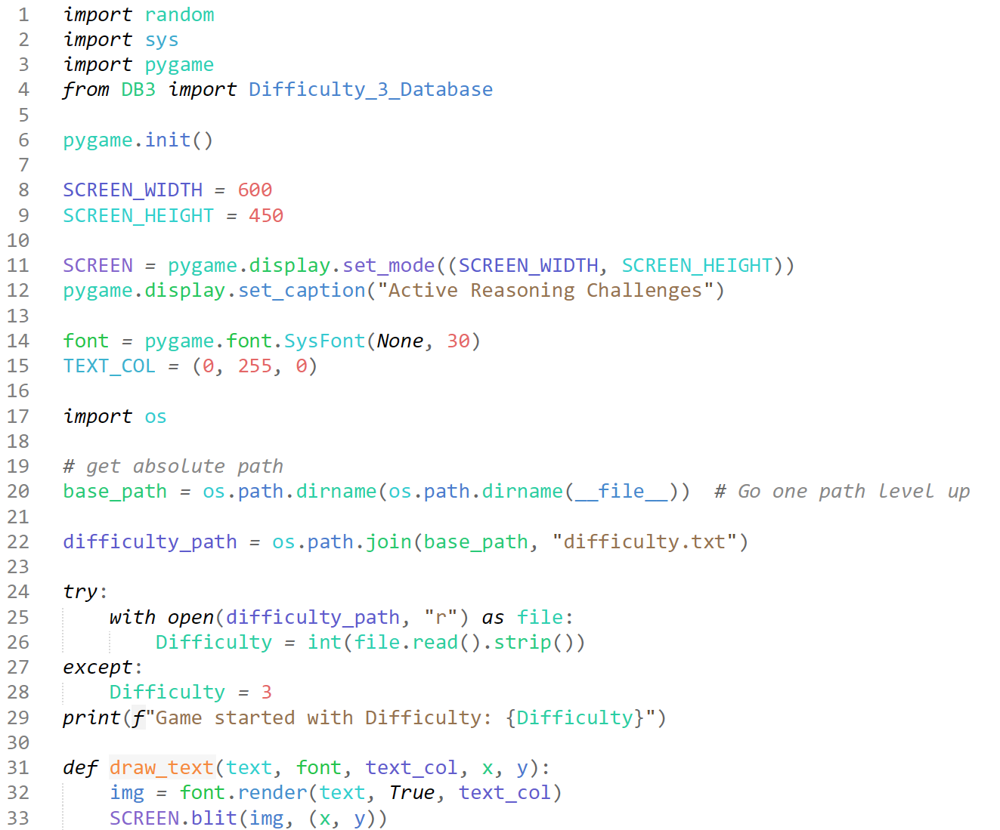 1 import random
2 import sys
3 import pygame
4 from DB3 import Difficulty_3_Database
5
6 pygame.init()
7
8 SCREEN_WIDTH = 600
9 SCREEN_HEIGHT = 450
10
11 SCREEN = pygame.display.set_mode((SCREEN_WIDTH, SCREEN_HEIGHT))
12 pygame.display.set_caption("Active Reasoning Challenges")
13
14 font = pygame.font.SysFont(None, 30)
15 TEXT_COL = (0, 255, 0)
16
17 import os
18
19 # get absolute path
20 base_path = os.path.dirname(os.path.dirname(__file__))  # Go one path level up
21
22 difficulty_path = os.path.join(base_path, "difficulty.txt")
23
24 try:
25     with open(difficulty_path, "r") as file:
26         Difficulty = int(file.read().strip())
27 except:
28     Difficulty = 3
29 print(f"Game started with Difficulty: {Difficulty}")
30
31 def draw_text(text, font, text_col, x, y):
32     img = font.render(text, True, text_col)
33     SCREEN.blit(img, (x, y))